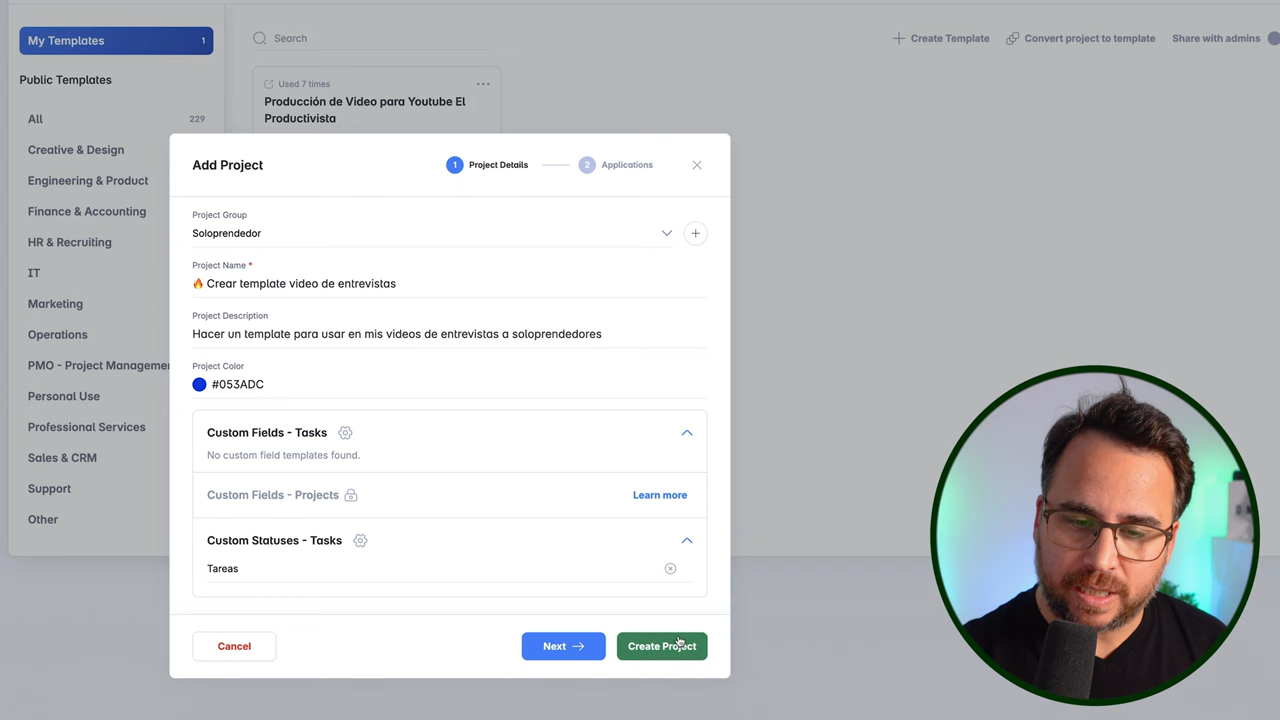 My Templates 1
Search
Create Template
Convert project to template
Share with admins
Public Templates
All 229
Creative & Design
Engineering & Product
Finance & Accounting
HR & Recruiting
IT
Marketing
Operations
PMO - Project Managemen
Personal Use
Professional Services
Sales & CRM
Support
Other
Used 7 times
Producción de Video para Youtube El
Productivista
Add Project
1 Project Details
2 Applications
Project Group
Soloprendedor
Project Name *
🔥 Crear template video de entrevistas
Project Description
Hacer un template para usar en mis videos de entrevistas a soloprendedores
Project Color
#053ADC
Custom Fields - Tasks
No custom field templates found.
Custom Fields - Projects
Learn more
Custom Statuses - Tasks
Tareas
Cancel
Next →
Create Project